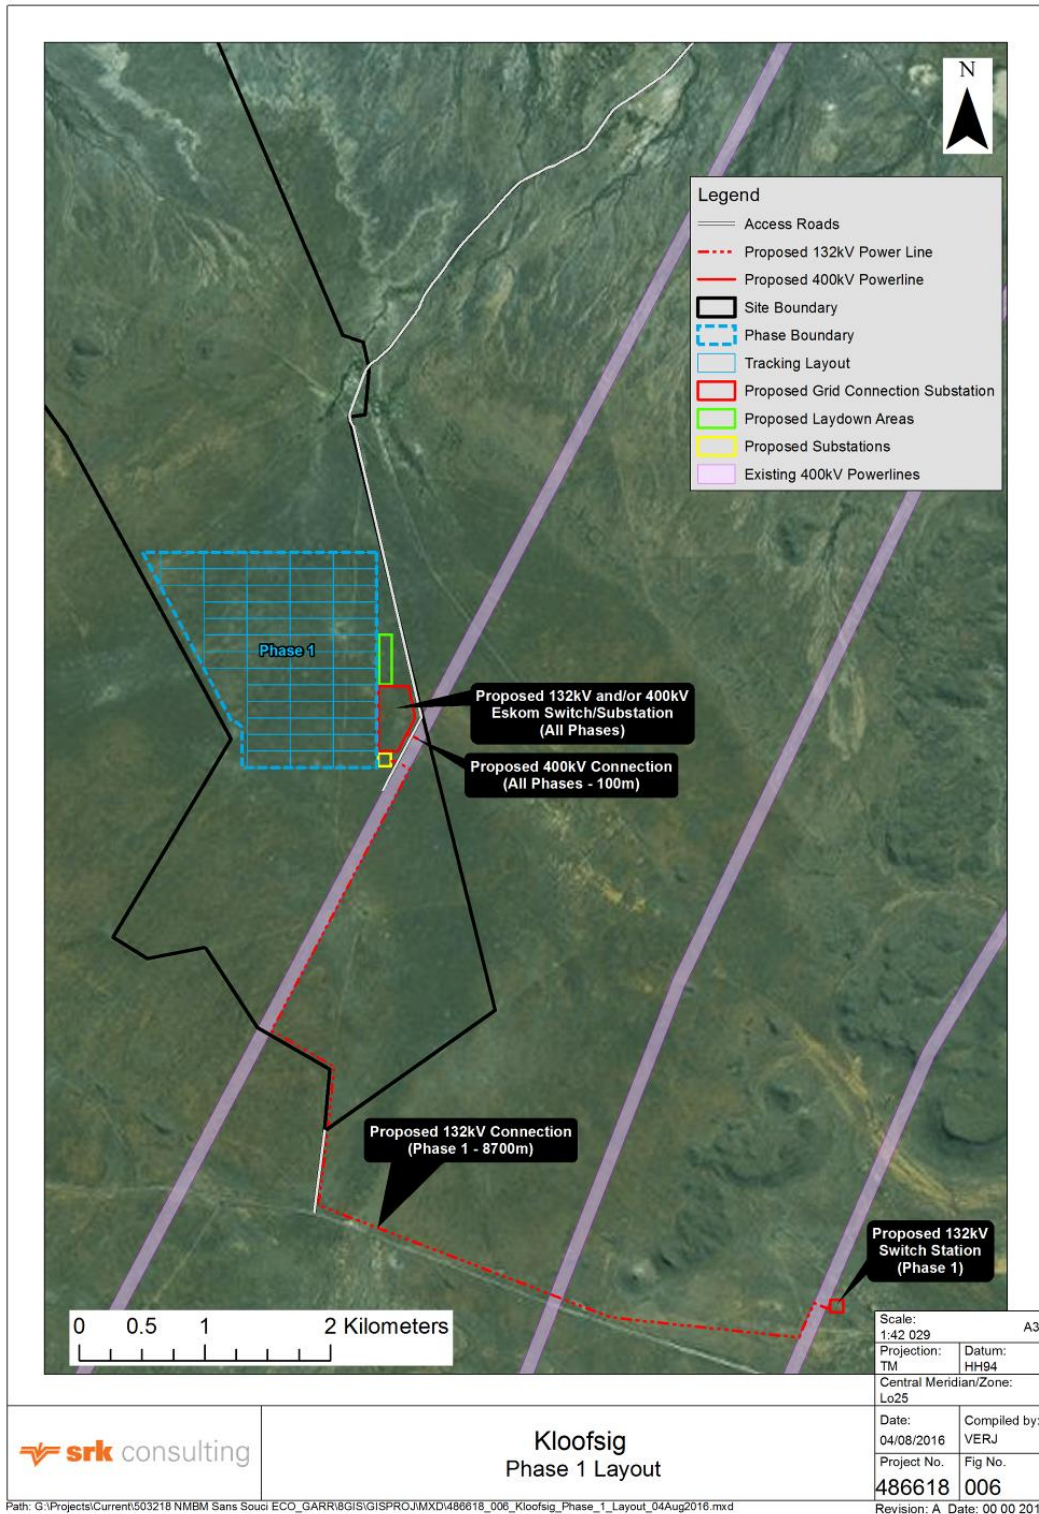 N
Legend
Access Roads
Proposed 132kV Power Line
Proposed 400kV Powerline
Site Boundary
Phase Boundary
Tracking Layout
Proposed Grid Connection Substation
Proposed Laydown Areas
Proposed Substations
Existing 400kV Powerlines
Phase 1
Proposed 132kV and/or 400kV
Eskom Switch/Substation
(All Phases)
Proposed 400kV Connection
(All Phases - 100m)
Proposed 132kV Connection
(Phase 1 - 8700m)
Proposed 132kV
Switch Station
(Phase 1)
0 0.5 1 2 Kilometers
Scale:
1:42 029 A3
Projection: Datum:
TM HH94
Central Meridian/Zone:
Lo25
Date: Compiled by:
04/08/2016 VERJ
Project No. Fig No.
486618 006
srk consulting
Kloofsig
Phase 1 Layout
Path: G:\Projects\Current\503218 NMBM Sans Souci ECO_GARR\8GIS\GISPROJ\MXD\486618_006_Kloofsig_Phase_1_Layout_04Aug2016.mxd
Revision: A Date: 00 00 201